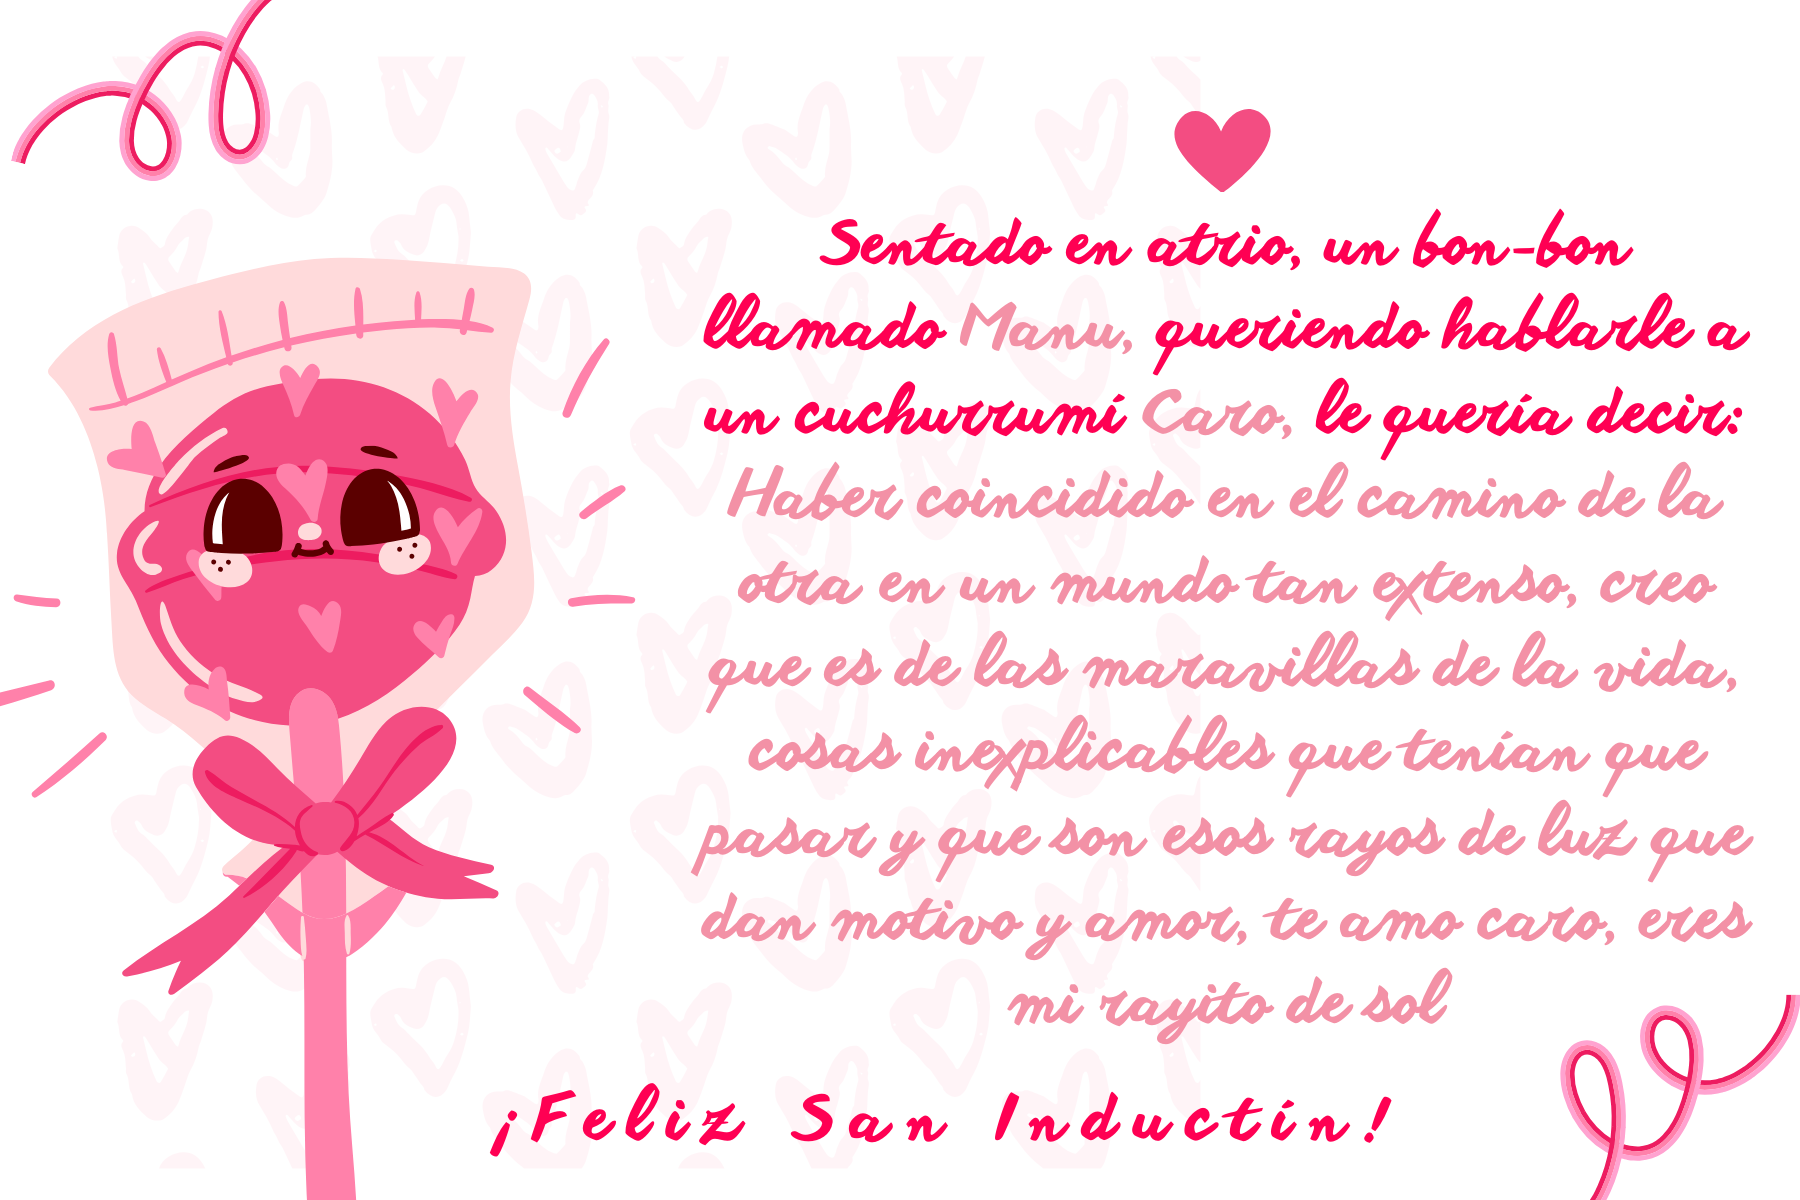 Sentado en atrio, un bon-bon
llamado Manu, queriendo hablarle a
un cuchurrumí Caro, le quería decir:
Haber coincidido en el camino de la
otra en un mundo tan extenso, creo
que es de las maravillas de la vida,
cosas inexplicables que tenían que
pasar y que son esos rayos de luz que
dan motivo y amor, te amo caro, eres
mi rayito de sol
¡Feliz San Inductín!